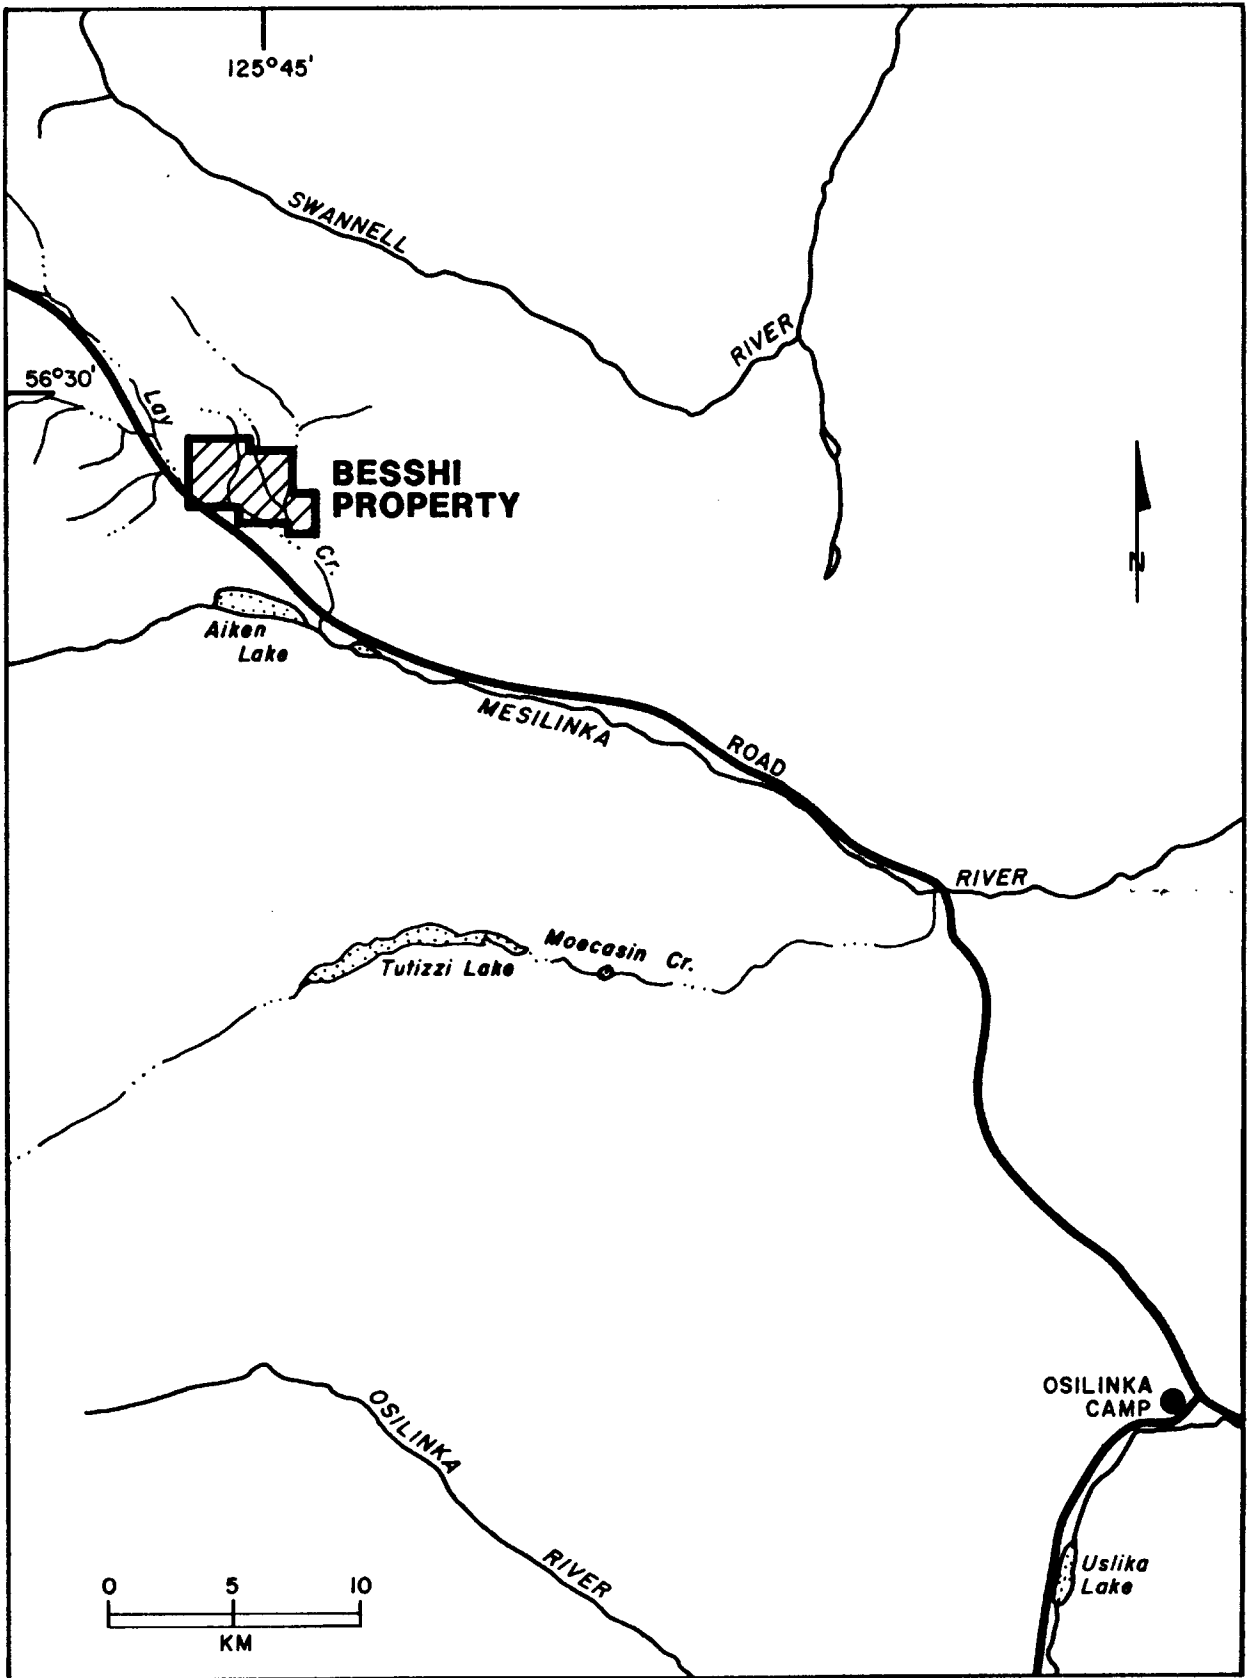 125°45'
SWANNELL
RIVER
56°30'
Lay
BESSHI
PROPERTY
Cr.
N
Aiken
Lake
MESILINKA
ROAD
RIVER
Moecasin Cr.
Tutizzi Lake
OSILINKA
CAMP
OSILINKA
RIVER
Uslika
Lake
0 5 10
KM